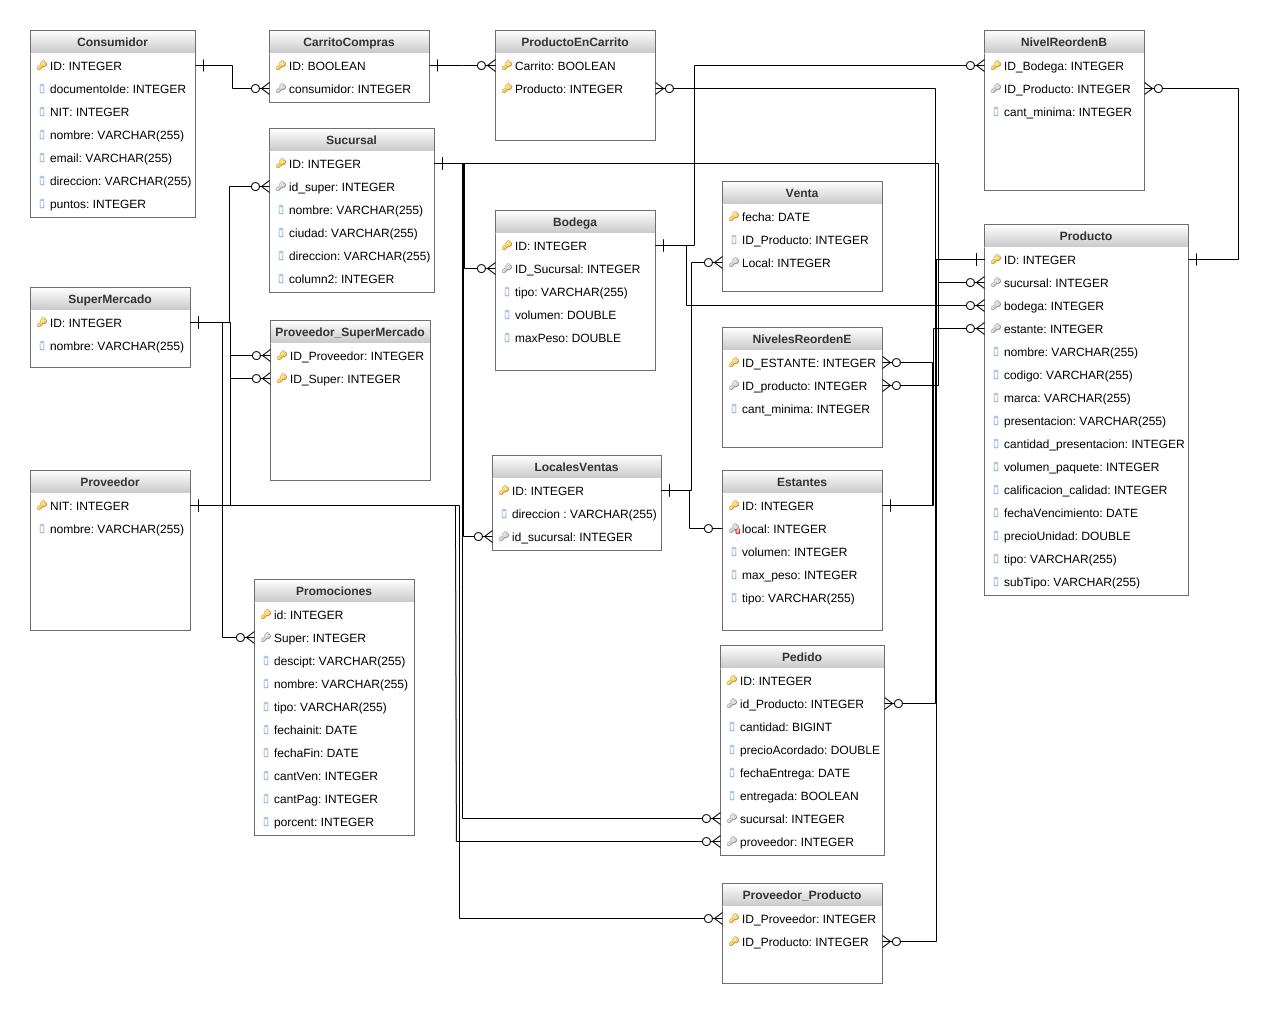 Consumidor
ID: INTEGER
documentoIde: INTEGER
NIT: INTEGER
nombre: VARCHAR(255)
email: VARCHAR(255)
direccion: VARCHAR(255)
puntos: INTEGER
CarritoCompras
ID: BOOLEAN
consumidor: INTEGER
ProductoEnCarrito
Carrito: BOOLEAN
Producto: INTEGER
NivelReordenB
ID_Bodega: INTEGER
ID_Producto: INTEGER
cant_minima: INTEGER
Sucursal
ID: INTEGER
id_super: INTEGER
nombre: VARCHAR(255)
ciudad: VARCHAR(255)
direccion: VARCHAR(255)
column2: INTEGER
Venta
fecha: DATE
ID_Producto: INTEGER
Local: INTEGER
Bodega
ID: INTEGER
ID_Sucursal: INTEGER
tipo: VARCHAR(255)
volumen: DOUBLE
maxPeso: DOUBLE
Producto
ID: INTEGER
sucursal: INTEGER
bodega: INTEGER
estante: INTEGER
nombre: VARCHAR(255)
codigo: VARCHAR(255)
marca: VARCHAR(255)
presentacion: VARCHAR(255)
cantidad_presentacion: INTEGER
volumen_paquete: INTEGER
calificacion_calidad: INTEGER
fechaVencimiento: DATE
precioUnidad: DOUBLE
tipo: VARCHAR(255)
subTipo: VARCHAR(255)
SuperMercado
ID: INTEGER
nombre: VARCHAR(255)
Proveedor_SuperMercado
ID_Proveedor: INTEGER
ID_Super: INTEGER
NivelesReordenE
ID_ESTANTE: INTEGER
ID_producto: INTEGER
cant_minima: INTEGER
LocalesVentas
ID: INTEGER
direccion : VARCHAR(255)
id_sucursal: INTEGER
Proveedor
NIT: INTEGER
nombre: VARCHAR(255)
Estantes
ID: INTEGER
local: INTEGER
volumen: INTEGER
max_peso: INTEGER
tipo: VARCHAR(255)
Promociones
id: INTEGER
Super: INTEGER
descipt: VARCHAR(255)
nombre: VARCHAR(255)
tipo: VARCHAR(255)
fechainit: DATE
fechaFin: DATE
cantVen: INTEGER
cantPag: INTEGER
porcent: INTEGER
Pedido
ID: INTEGER
id_Producto: INTEGER
cantidad: BIGINT
precioAcordado: DOUBLE
fechaEntrega: DATE
entregada: BOOLEAN
sucursal: INTEGER
proveedor: INTEGER
Proveedor_Producto
ID_Proveedor: INTEGER
ID_Producto: INTEGER